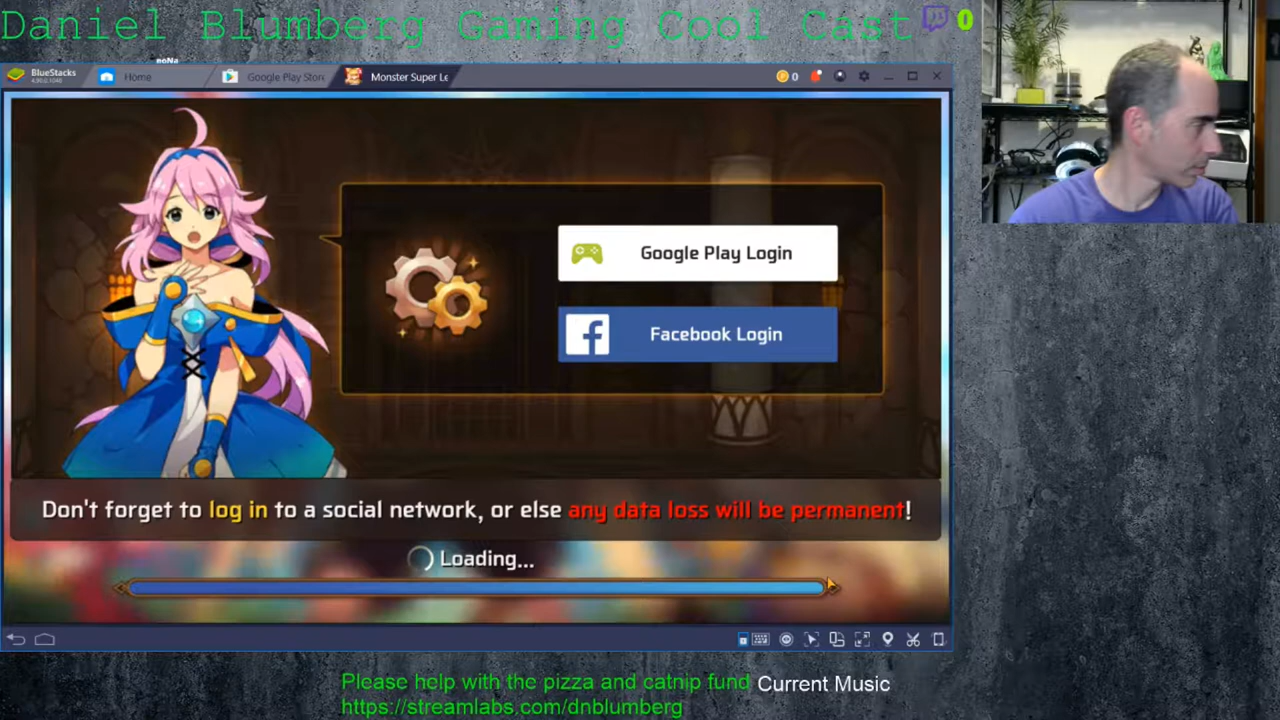 Daniel Blumberg Gaming Cool Cast 0
noNa
BlueStacks Home Google Play Store Monster Super Le 0
Google Play Login
Facebook Login
Don't forget to log in to a social network, or else any data loss will be permanent!
Loading...
Please help with the pizza and catnip fund Current Music
https://streamlabs.com/dnblumberg